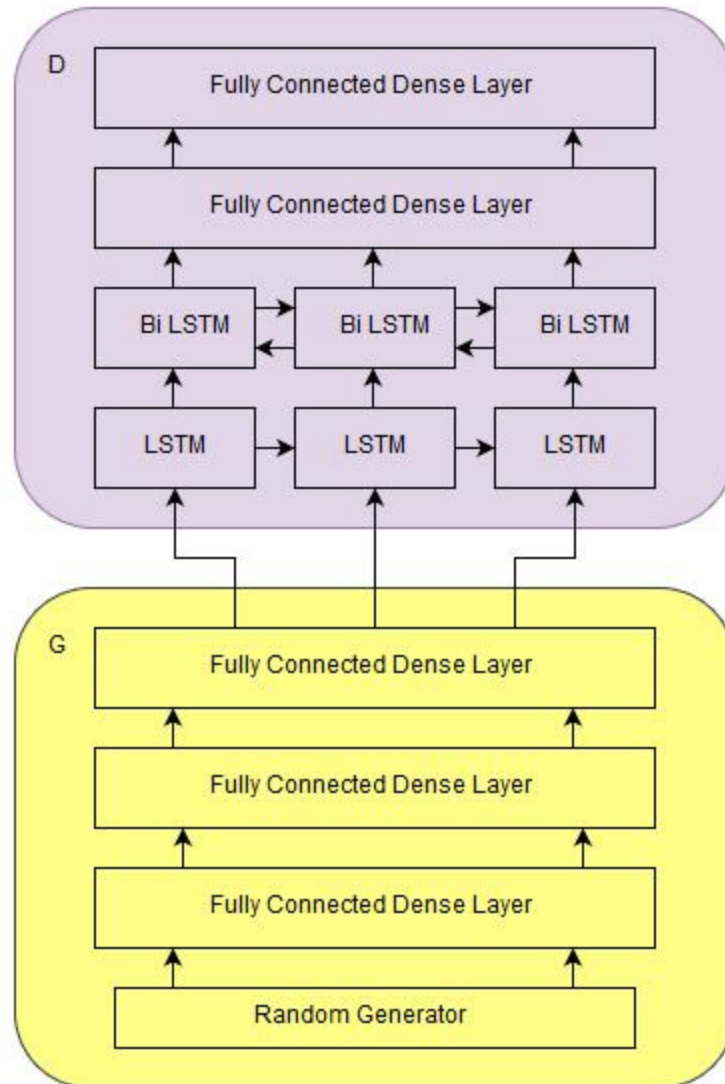 D
Fully Connected Dense Layer
Fully Connected Dense Layer
Bi LSTM Bi LSTM Bi LSTM
LSTM LSTM LSTM
G
Fully Connected Dense Layer
Fully Connected Dense Layer
Fully Connected Dense Layer
Random Generator